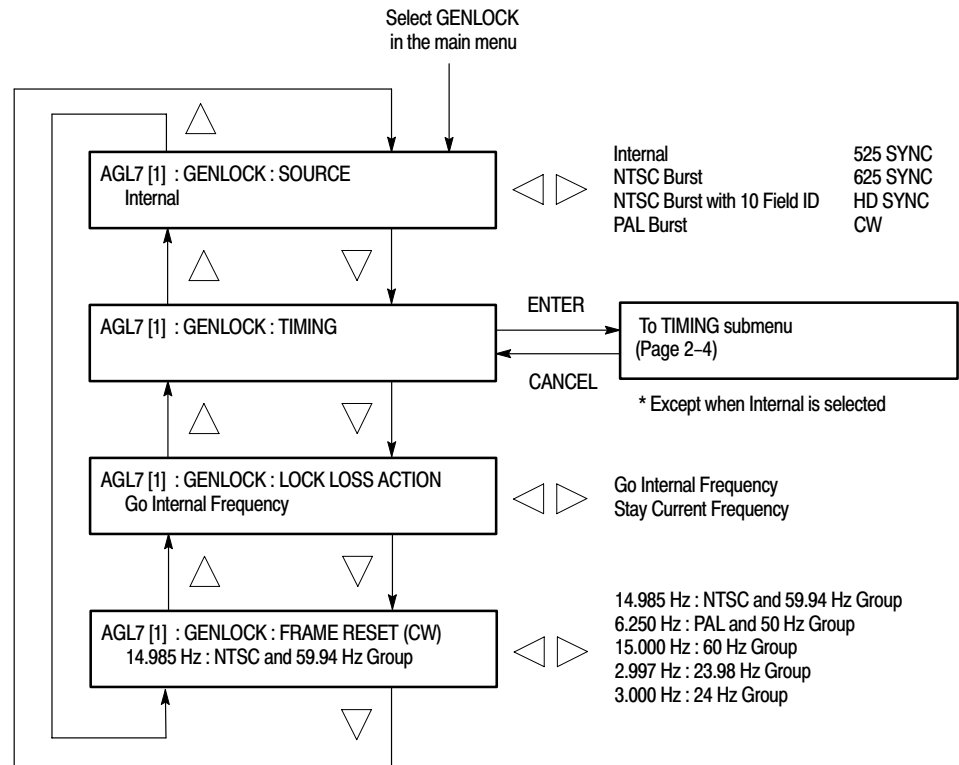 Select GENLOCK
in the main menu
AGL7 [1] : GENLOCK : SOURCE
Internal
Internal 525 SYNC
NTSC Burst 625 SYNC
NTSC Burst with 10 Field ID HD SYNC
PAL Burst CW
AGL7 [1] : GENLOCK : TIMING
ENTER
CANCEL
To TIMING submenu
(Page 2–4)
* Except when Internal is selected
AGL7 [1] : GENLOCK : LOCK LOSS ACTION
Go Internal Frequency
Go Internal Frequency
Stay Current Frequency
AGL7 [1] : GENLOCK : FRAME RESET (CW)
14.985 Hz : NTSC and 59.94 Hz Group
14.985 Hz : NTSC and 59.94 Hz Group
6.250 Hz : PAL and 50 Hz Group
15.000 Hz : 60 Hz Group
2.997 Hz : 23.98 Hz Group
3.000 Hz : 24 Hz Group